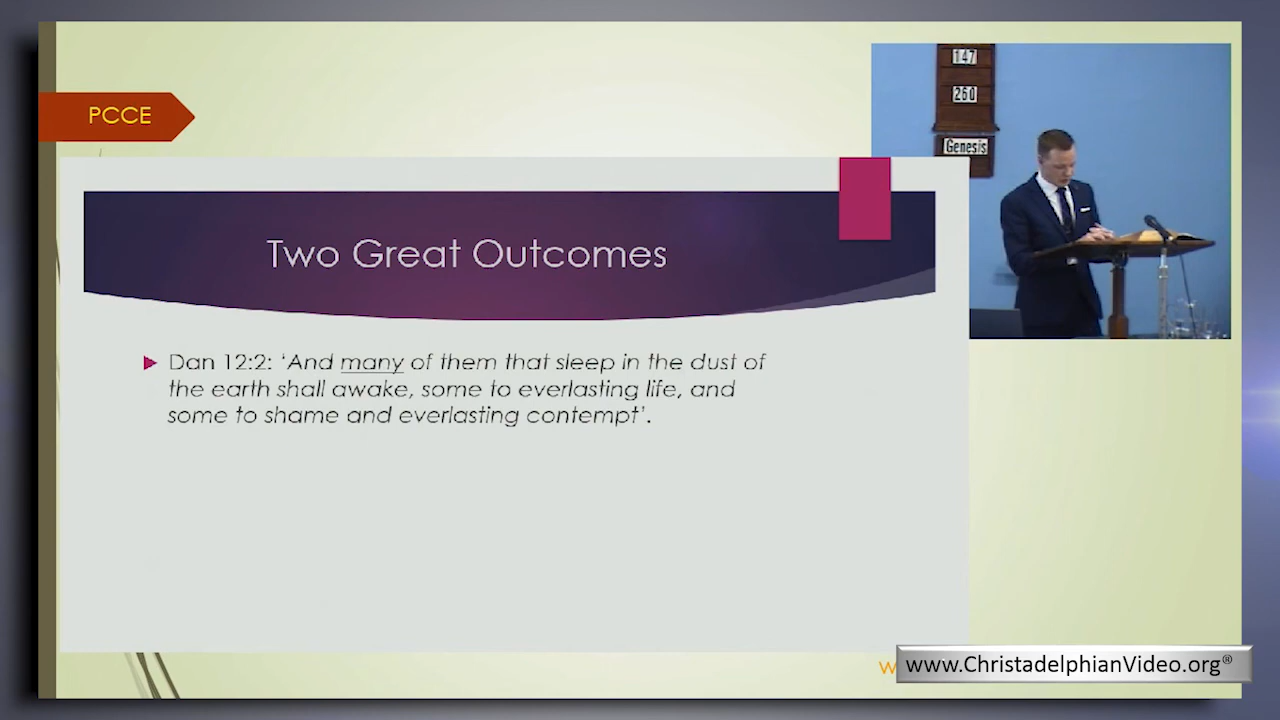 PCCE
147
260
Genesis
Two Great Outcomes
Dan 12:2: ‘And many of them that sleep in the dust of
the earth shall awake, some to everlasting life, and
some to shame and everlasting contempt’.
www.ChristadelphianVideo.org®